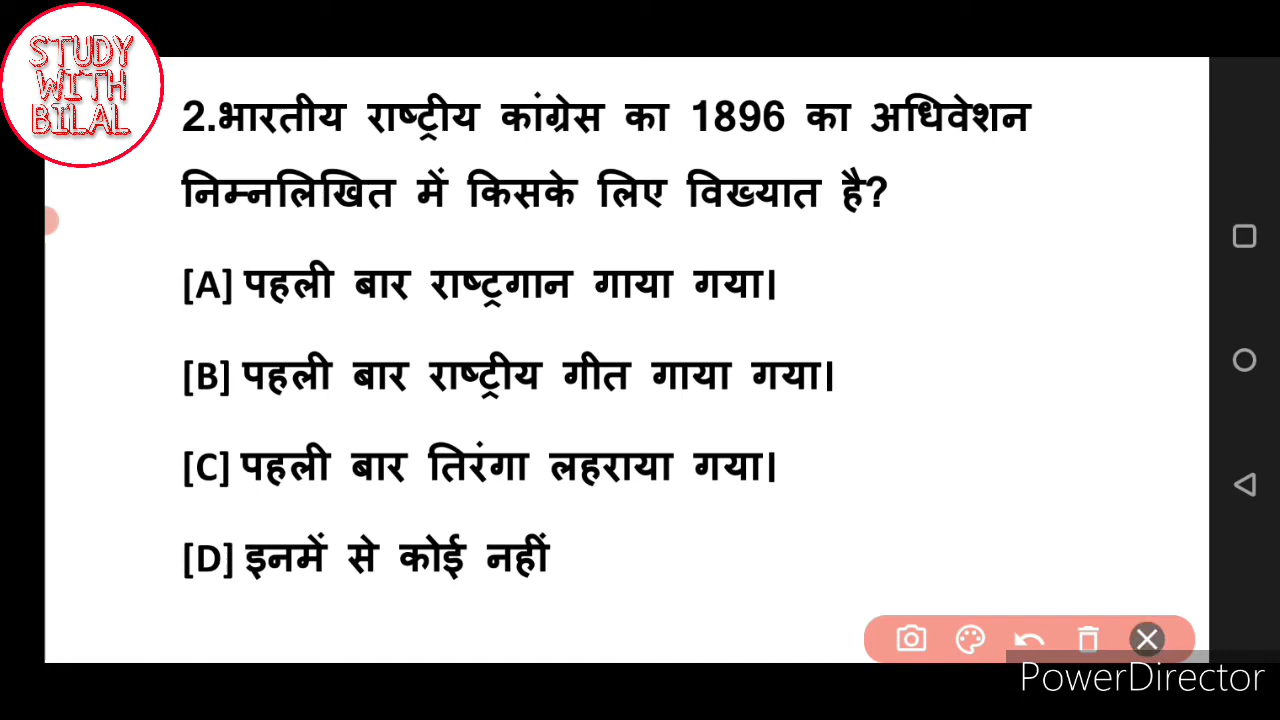 STUDY
WITH
BILAL
2.भारतीय राष्ट्रीय कांग्रेस का 1896 का अधिवेशन
निम्नलिखित में किसके लिए विख्यात है?
[A] पहली बार राष्ट्रगान गाया गया।
[B] पहली बार राष्ट्रीय गीत गाया गया।
[C] पहली बार तिरंगा लहराया गया।
[D] इनमें से कोई नहीं
PowerDirector